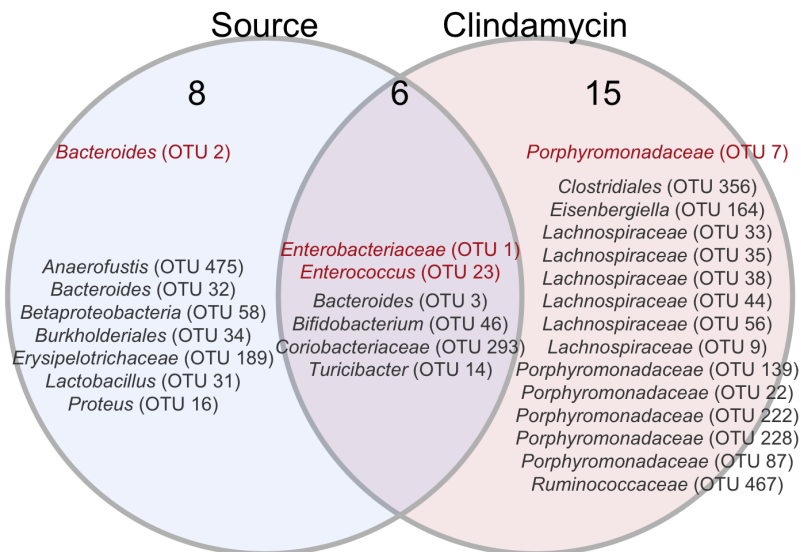 Source
Clindamycin
8
6
15
Bacteroides (OTU 2)
Anaerofustis (OTU 475)
Bacteroides (OTU 32)
Betaproteobacteria (OTU 58)
Burkholderiales (OTU 34)
Erysipelotrichaceae (OTU 189)
Lactobacillus (OTU 31)
Proteus (OTU 16)
Enterobacteriaceae (OTU 1)
Enterococcus (OTU 23)
Bacteroides (OTU 3)
Bifidobacterium (OTU 46)
Coriobacteriaceae (OTU 293)
Turicibacter (OTU 14)
Porphyromonadaceae (OTU 7)
Clostridiales (OTU 356)
Eisenbergiella (OTU 164)
Lachnospiraceae (OTU 33)
Lachnospiraceae (OTU 35)
Lachnospiraceae (OTU 38)
Lachnospiraceae (OTU 44)
Lachnospiraceae (OTU 56)
Lachnospiraceae (OTU 9)
Porphyromonadaceae (OTU 139)
Porphyromonadaceae (OTU 22)
Porphyromonadaceae (OTU 222)
Porphyromonadaceae (OTU 228)
Porphyromonadaceae (OTU 87)
Ruminococcaceae (OTU 467)